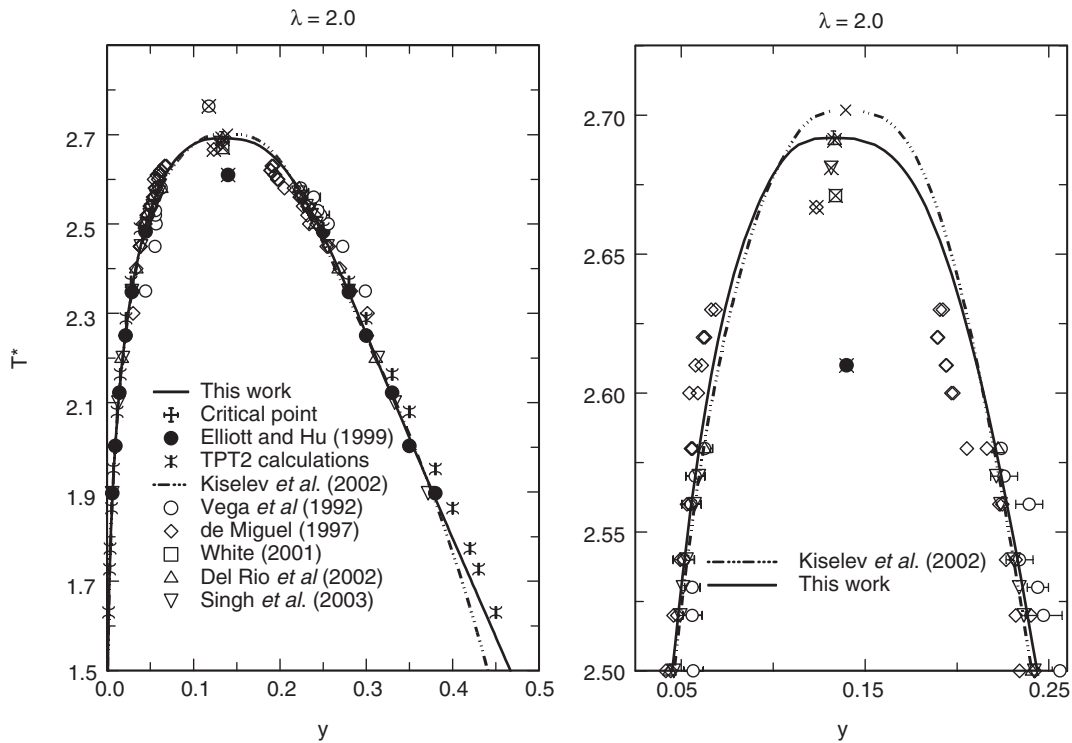 λ = 2.0
T*
2.7
2.5
2.3
2.1
1.9
1.7
1.5
0.0 0.1 0.2 0.3 0.4 0.5
y
This work
Critical point
Elliott and Hu (1999)
TPT2 calculations
Kiselev et al. (2002)
Vega et al (1992)
de Miguel (1997)
White (2001)
Del Rio et al (2002)
Singh et al. (2003)
λ = 2.0
2.70
2.65
2.60
2.55
2.50
0.05 0.15 0.25
y
Kiselev et al. (2002)
This work